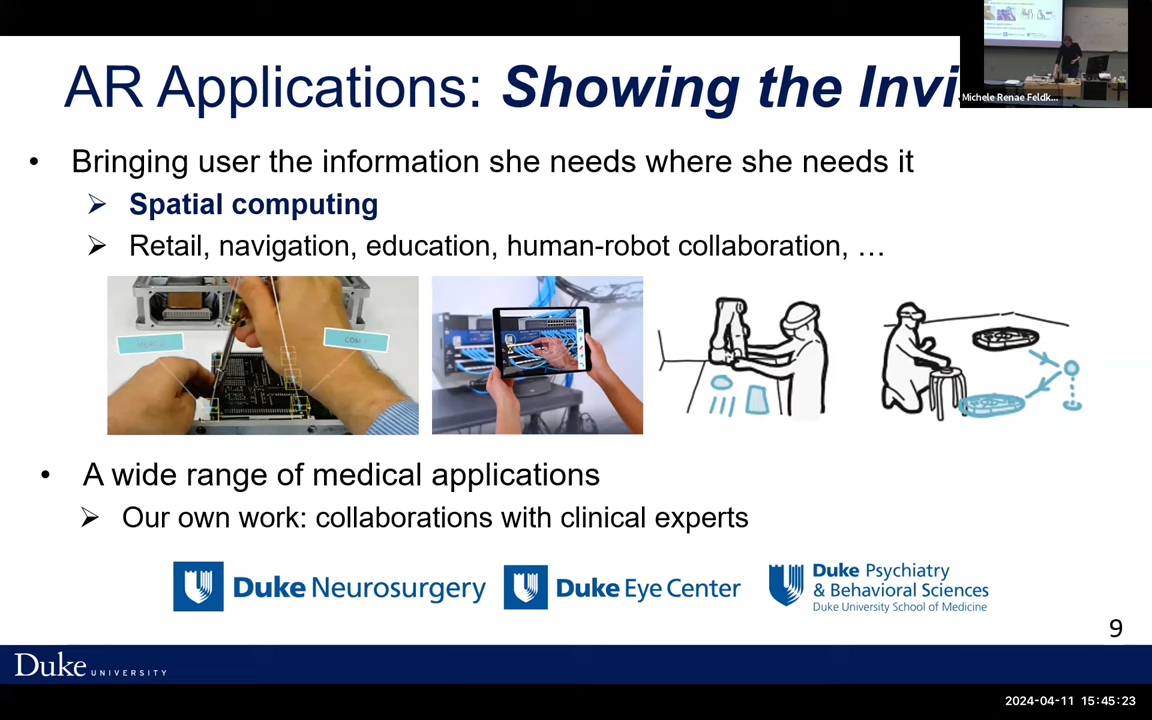 AR Applications: Showing the Invi
Michele Renae Feldk...
• Bringing user the information she needs where she needs it
➢ Spatial computing
➢ Retail, navigation, education, human-robot collaboration, …
• A wide range of medical applications
➢ Our own work: collaborations with clinical experts
Duke Neurosurgery
Duke Eye Center
Duke Psychiatry
& Behavioral Sciences
Duke University School of Medicine
9
Duke UNIVERSITY
2024-04-11 15:45:23